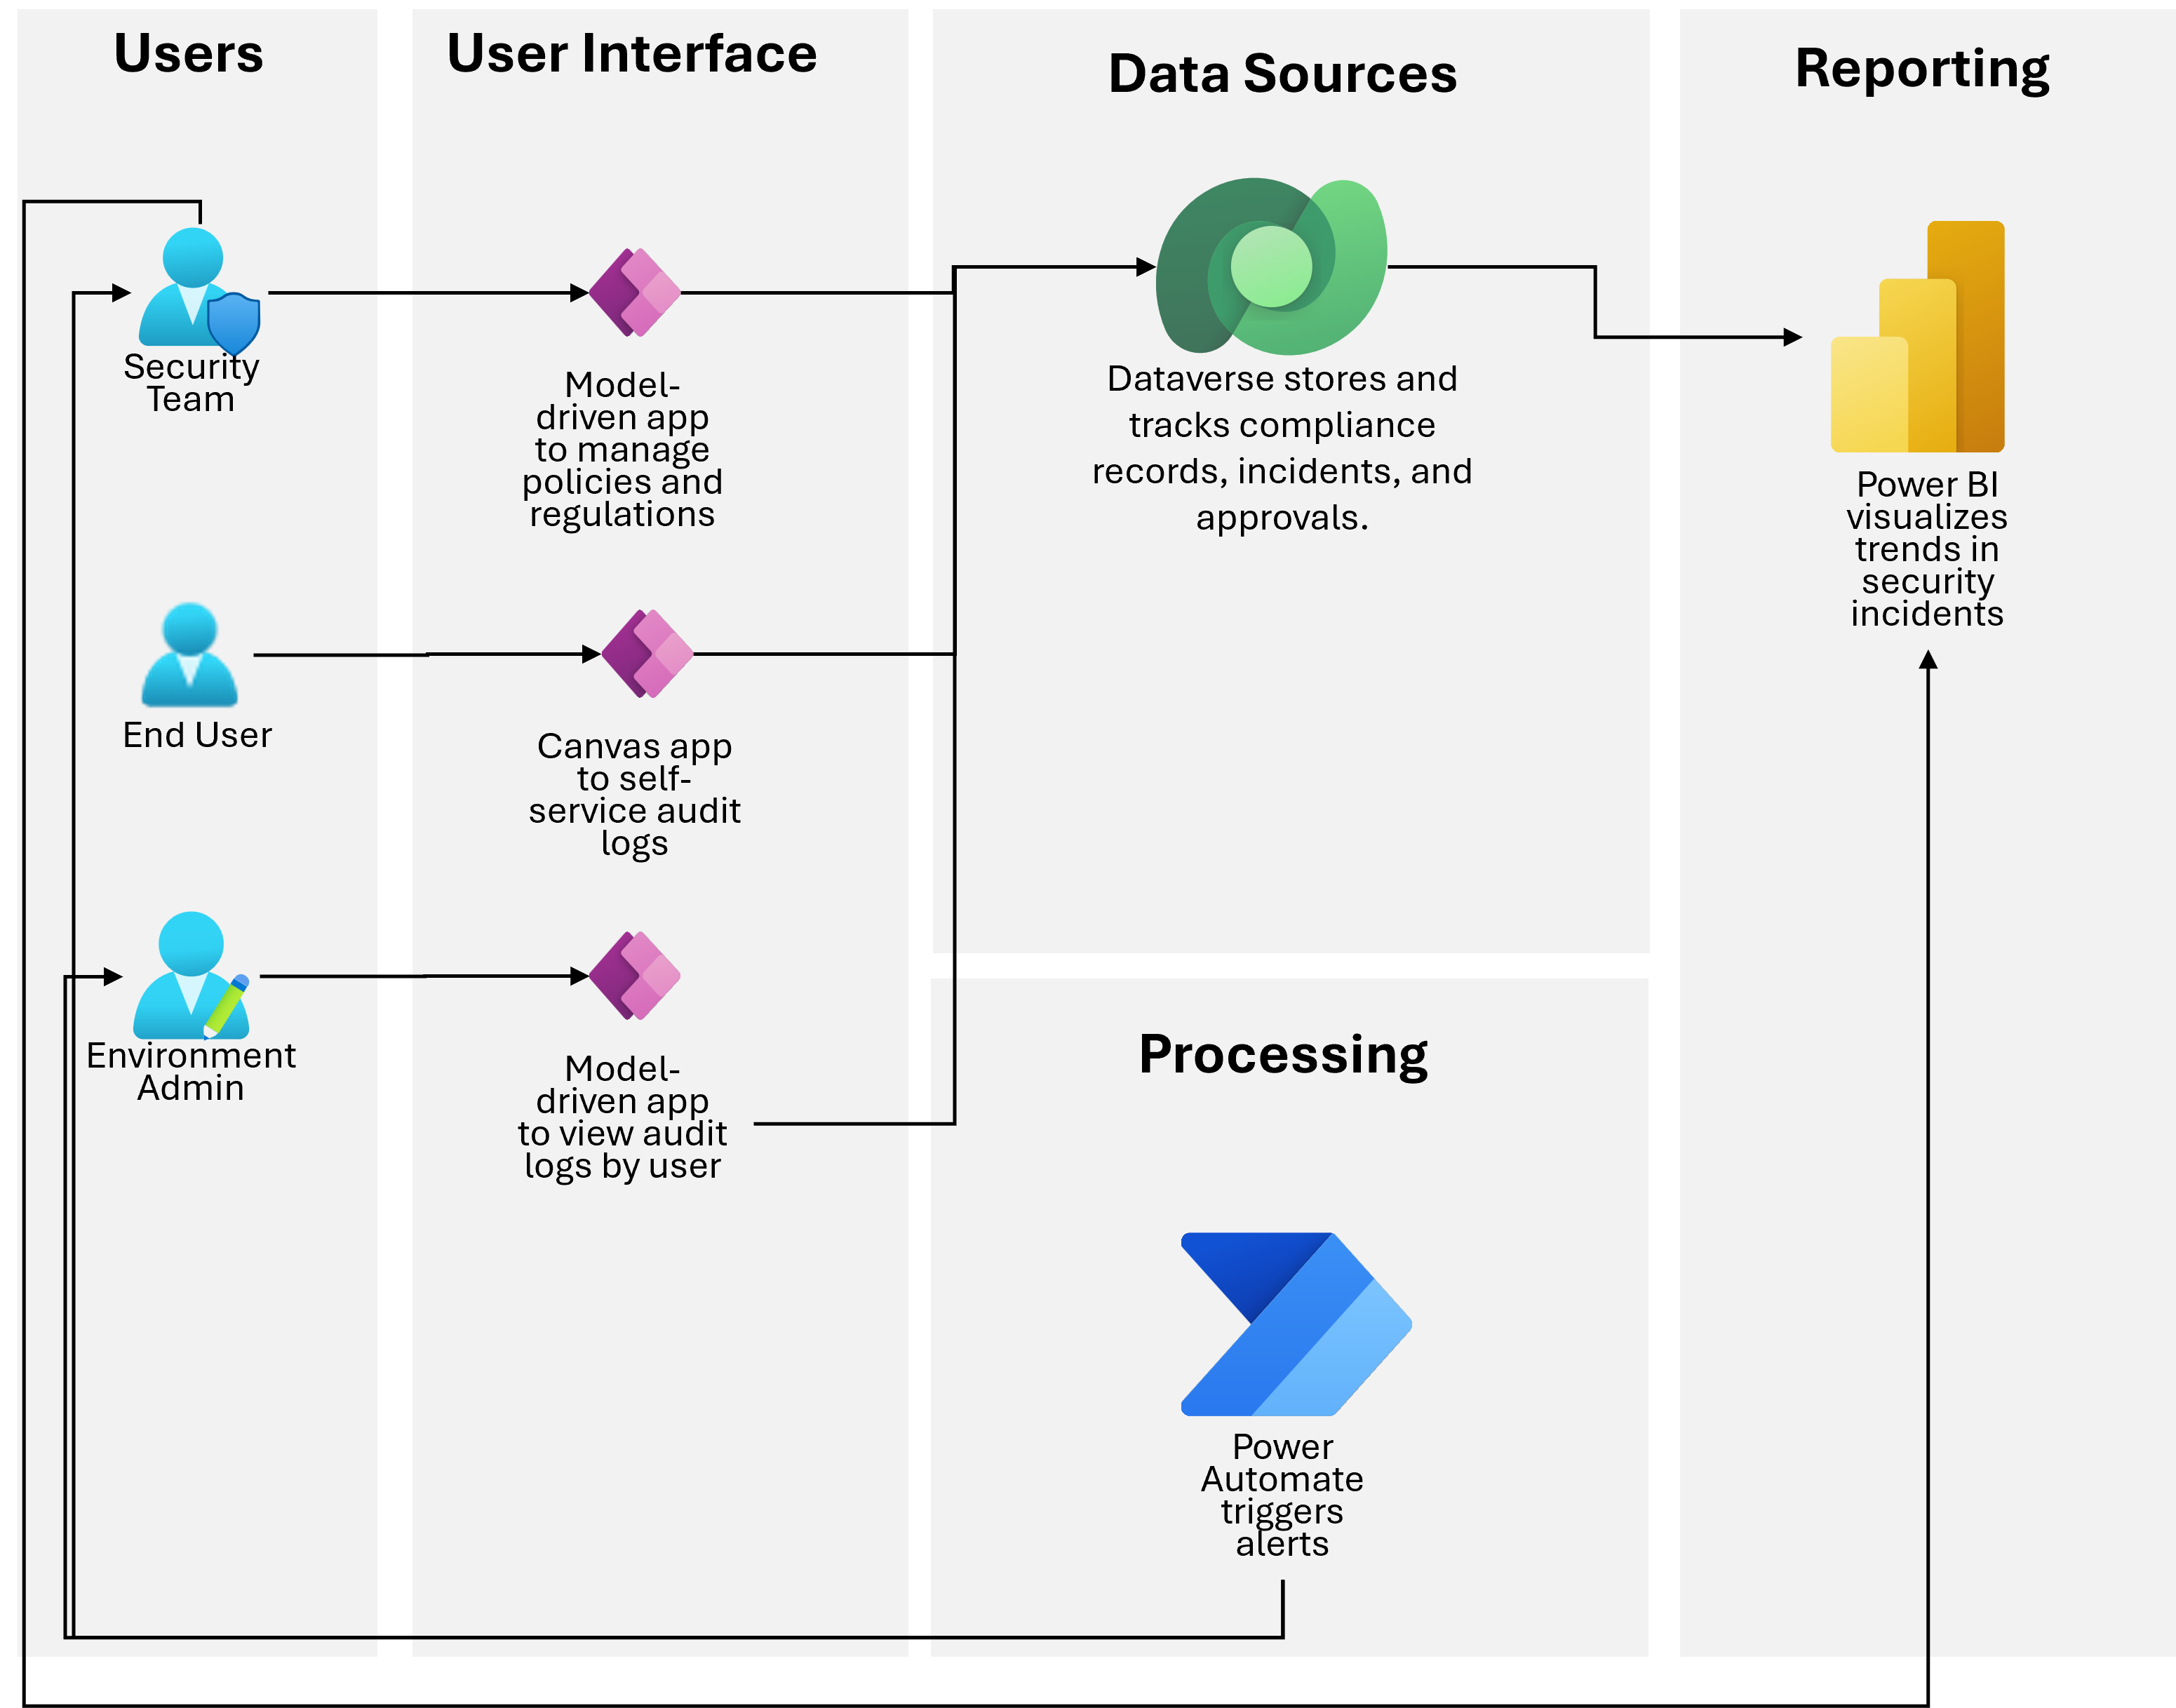 Users
User Interface
Data Sources
Reporting
Security
Team
Model-
driven app
to manage
policies and
regulations
Dataverse stores and
tracks compliance
records, incidents, and
approvals.
Power BI
visualizes
trends in
security
incidents
End User
Canvas app
to self-
service audit
logs
Environment
Admin
Model-
driven app
to view audit
logs by user
Processing
Power
Automate
triggers
alerts